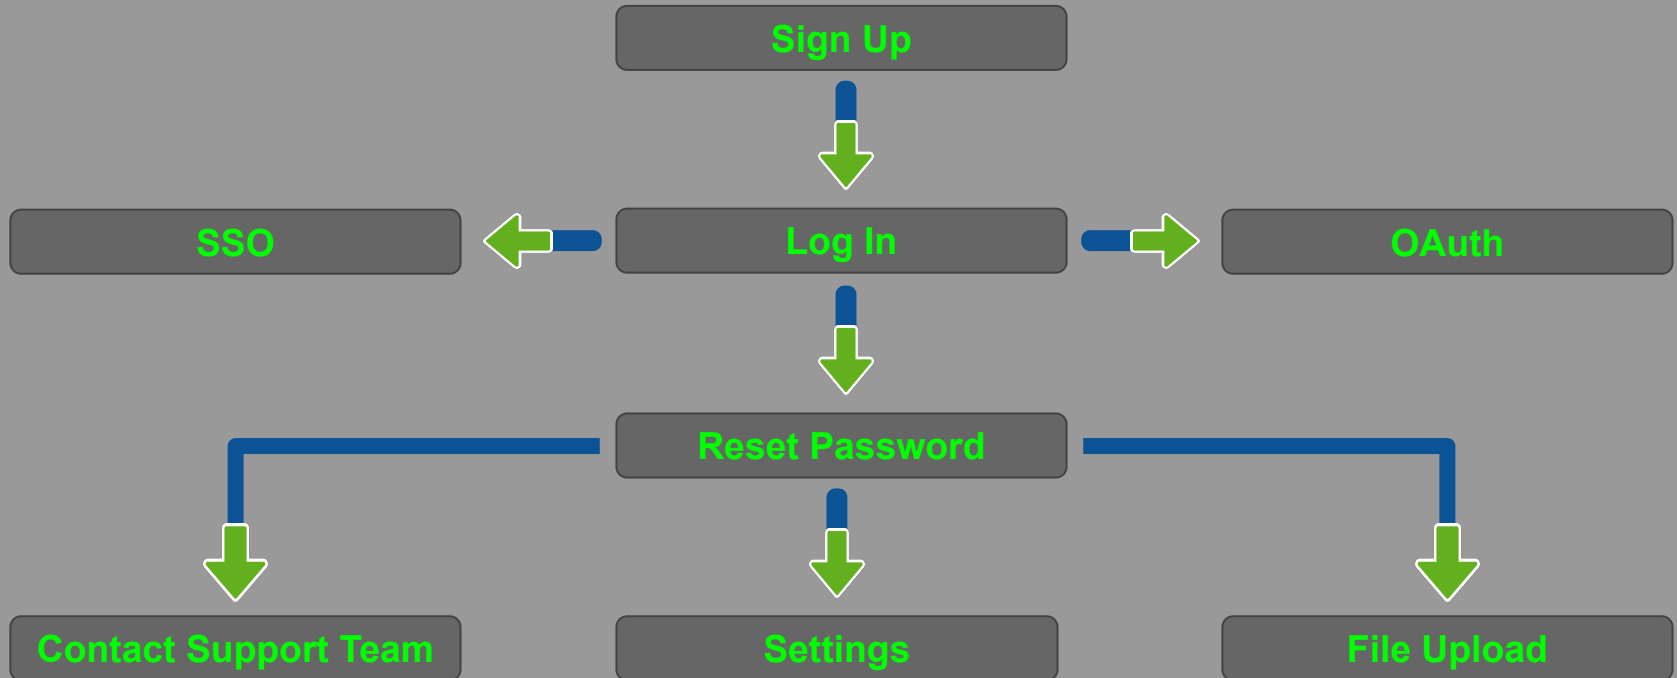 Sign Up
SSO
Log In
OAuth
Reset Password
Contact Support Team
Settings
File Upload